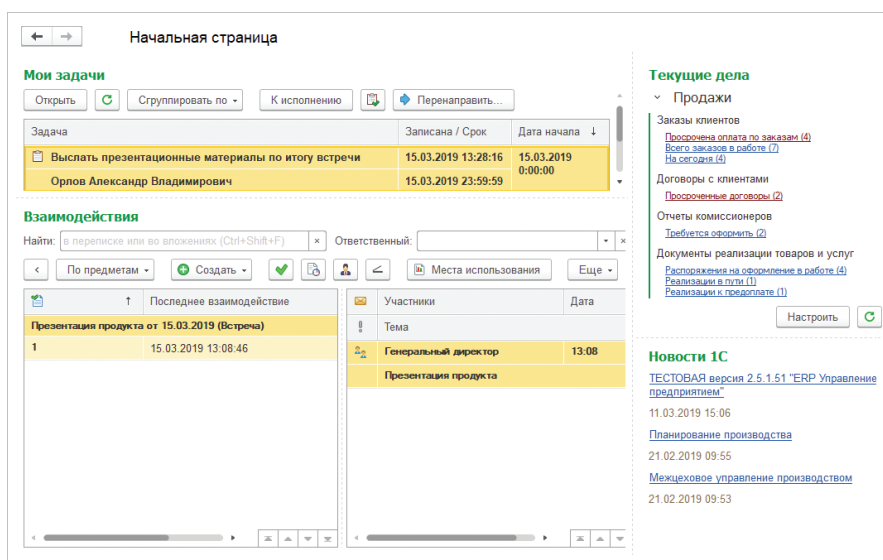 Начальная страница
Мои задачи
Открыть Сгруппировать по К исполнению Перенаправить...
Задача Записана / Срок Дата начала ↓
Выслать презентационные материалы по итогу встречи 15.03.2019 13:28:16 15.03.2019 0:00:00
Орлов Александр Владимирович 15.03.2019 23:59:59
Взаимодействия
Найти: в переписке или во вложениях (Ctrl+Shift+F) × Ответственный:
По предметам Создать Места использования Еще
↑ Последнее взаимодействие
Презентация продукта от 15.03.2019 (Встреча)
1 15.03.2019 13:08:46
Участники Дата
Тема
Генеральный директор 13:08
Презентация продукта
Текущие дела
Продажи
Заказы клиентов
Просрочена оплата по заказам (4)
Всего заказов в работе (7)
На сегодня (4)
Договоры с клиентами
Просроченные договоры (2)
Отчеты комиссионеров
Требуется оформить (2)
Документы реализации товаров и услуг
Распоряжения на оформление в работе (4)
Реализации в пути (1)
Реализации к предоплате (1)
Настроить
Новости 1С
ТЕСТОВАЯ версия 2.5.1.51 "ERP Управление
предприятием"
11.03.2019 15:06
Планирование производства
21.02.2019 09:55
Межцеховое управление производством
21.02.2019 09:53